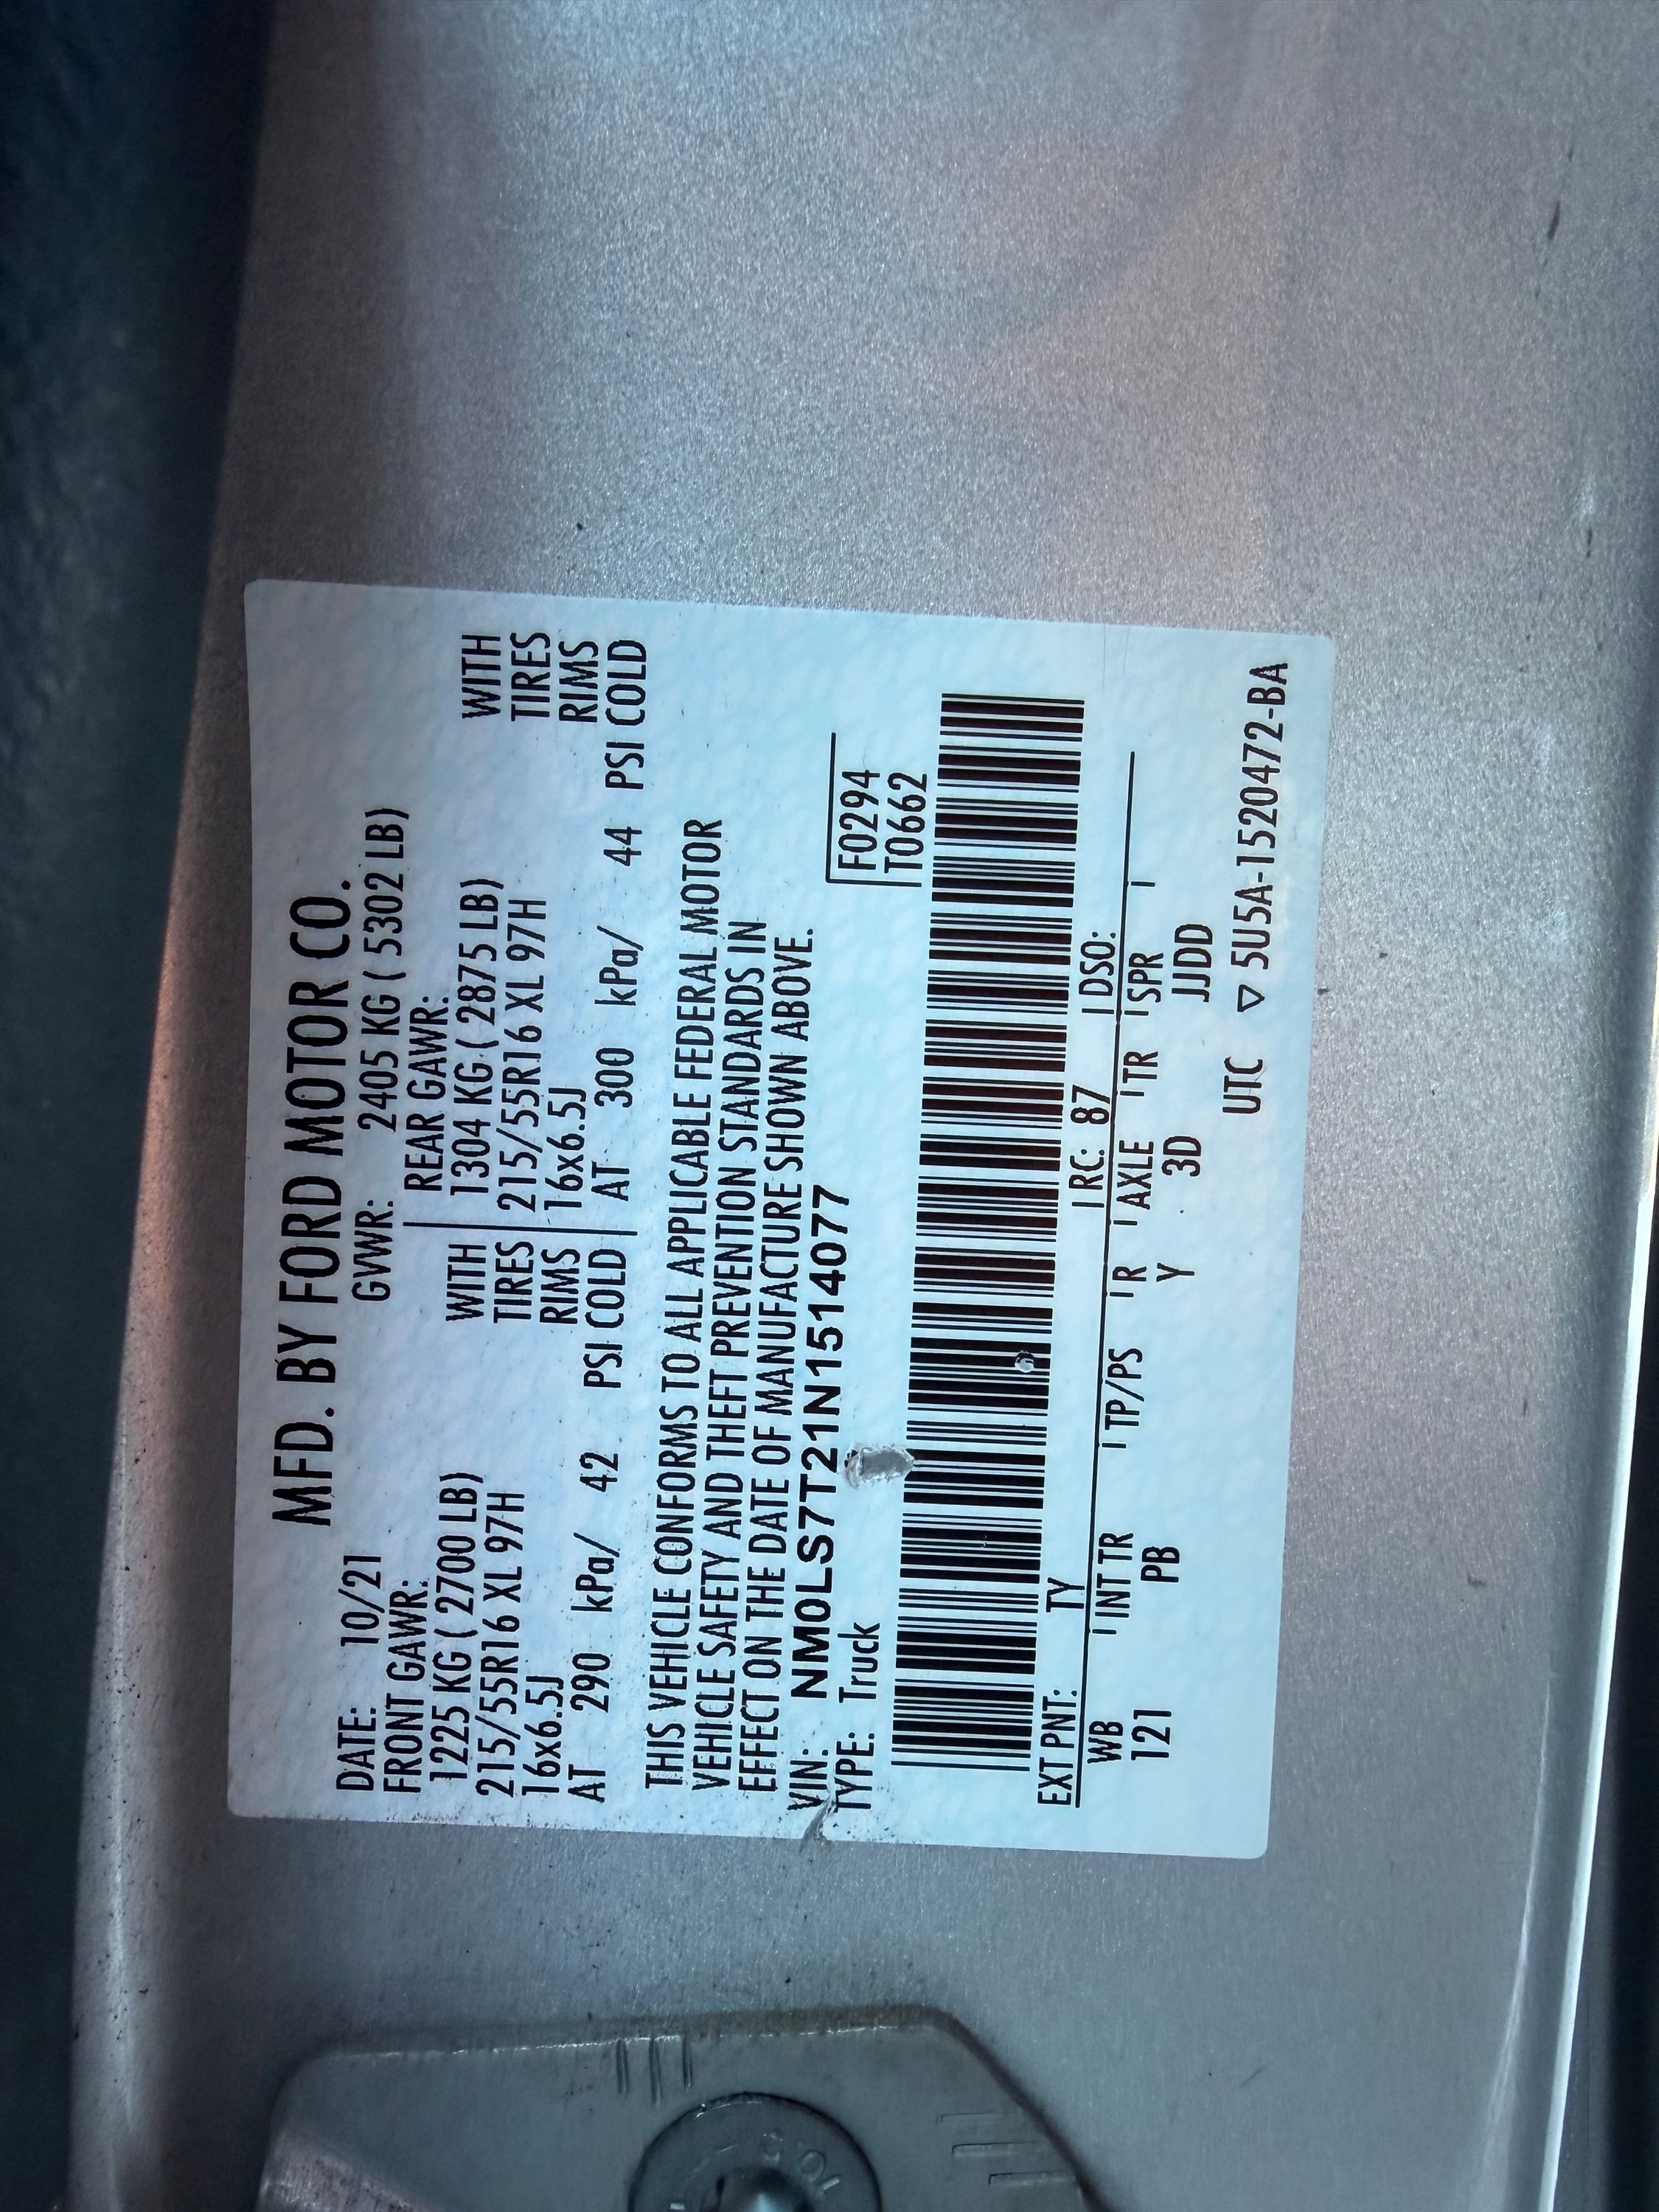 MFD. BY FORD MOTOR CO.
DATE: 10/21 GVWR: 2405 KG ( 5302 LB)
FRONT GAWR: REAR GAWR:
1225 KG ( 2700 LB) WITH 1304 KG ( 2875 LB) WITH
215/55R16 XL 97H TIRES 215/55R16 XL 97H TIRES
16x6.5J RIMS 16x6.5J RIMS
AT 290 kPa/ 42 PSI COLD AT 300 kPa/ 44 PSI COLD
THIS VEHICLE CONFORMS TO ALL APPLICABLE FEDERAL MOTOR
VEHICLE SAFETY AND THEFT PREVENTION STANDARDS IN
EFFECT ON THE DATE OF MANUFACTURE SHOWN ABOVE.
VIN: NM0LS7T21N1514077
TYPE: Truck
F0294
T0662
EXT PNT: TY RC: 87 DSO:
WB INT TR TP/PS R AXLE TR SPR
121 PB Y 3D JJDD
UTC ▽ 5U5A-1520472-BA